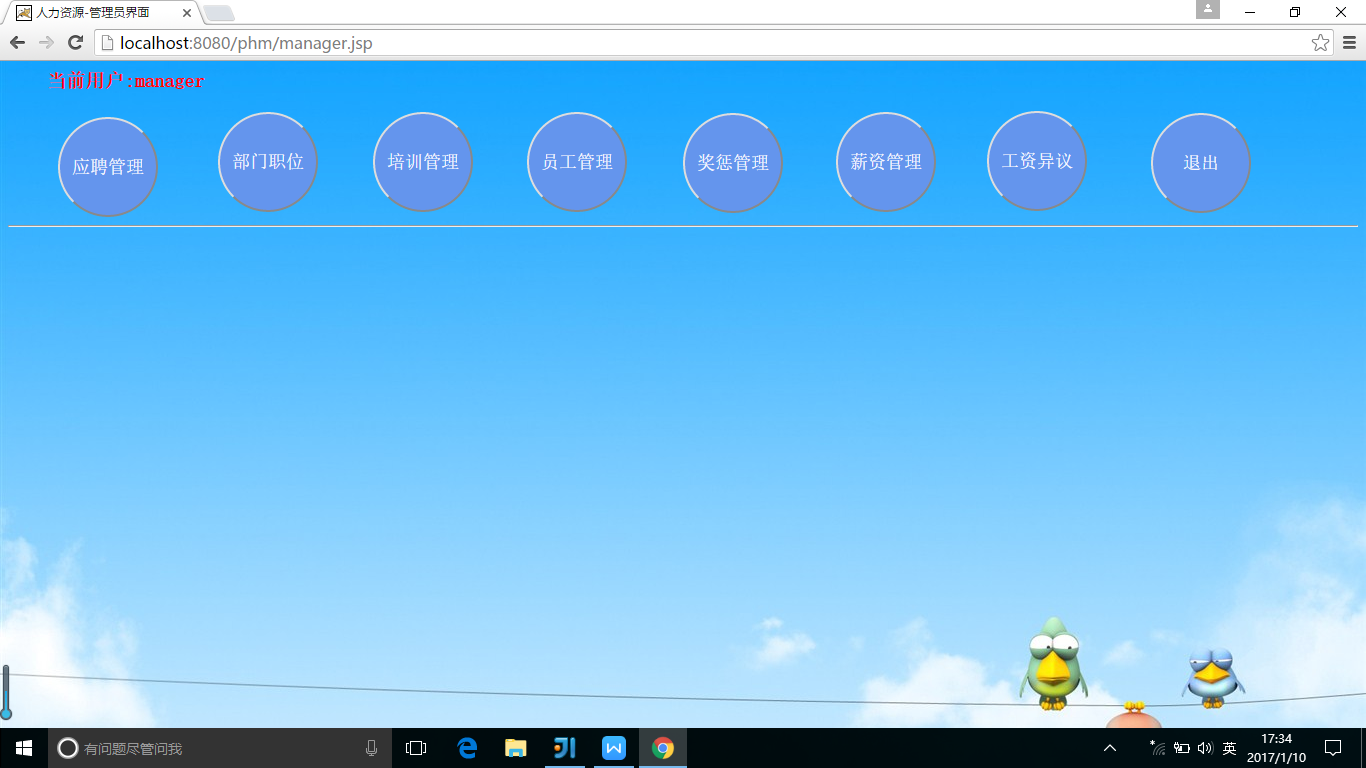 人力资源-管理员界面
localhost:8080/phm/manager.jsp
当前用户:manager
应聘管理
部门职位
培训管理
员工管理
奖惩管理
薪资管理
工资异议
退出
有问题尽管问我
英
17:34
2017/1/10